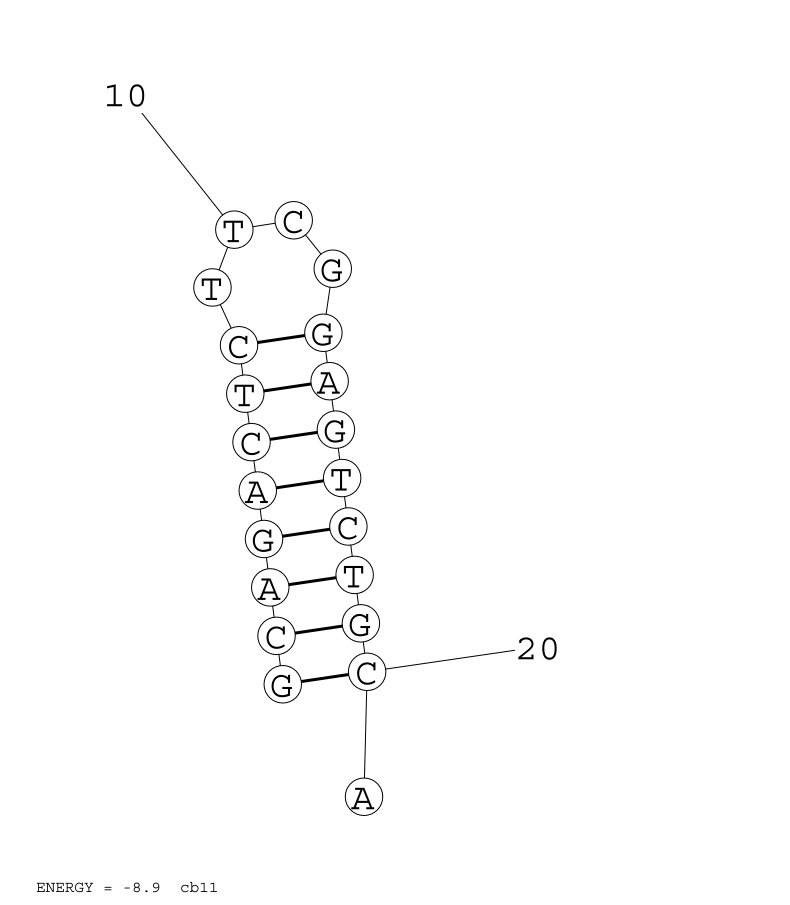 10
T C
T G
C G
T A
C G
A T
G C
A T
C G
G C 20
A
ENERGY = -8.9 cb11